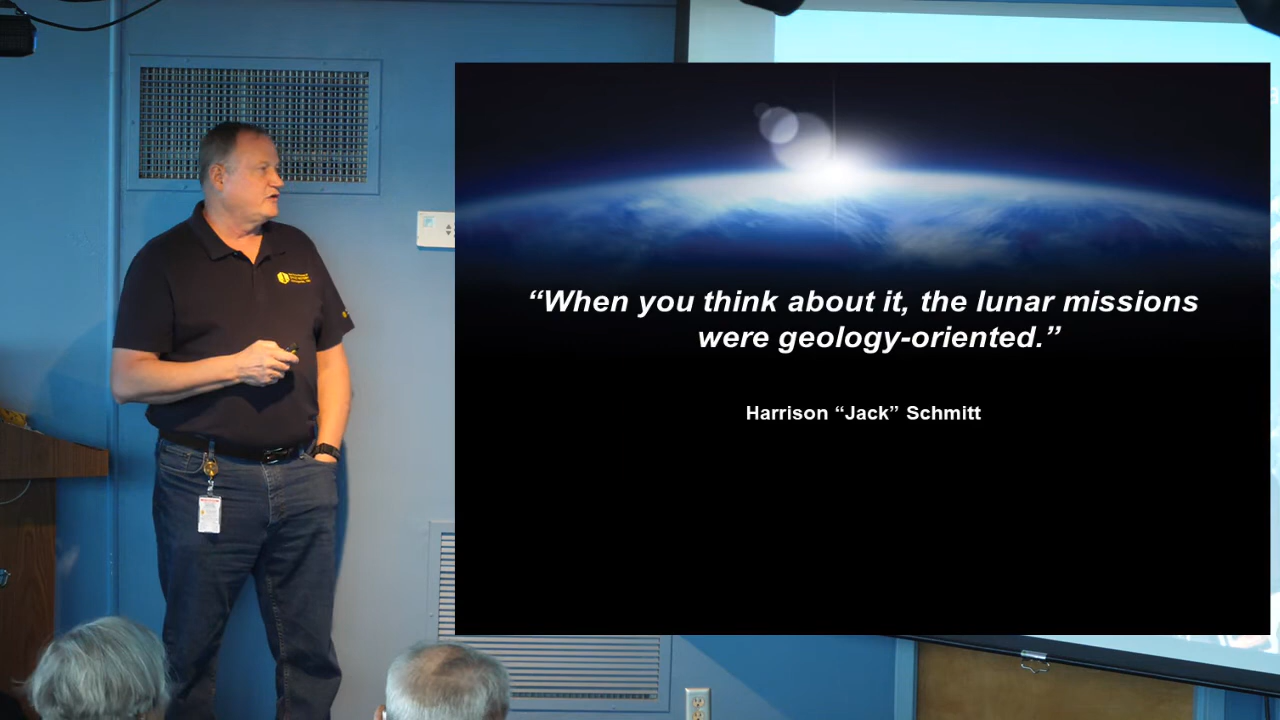 “When you think about it, the lunar missions
were geology-oriented.”
Harrison “Jack” Schmitt